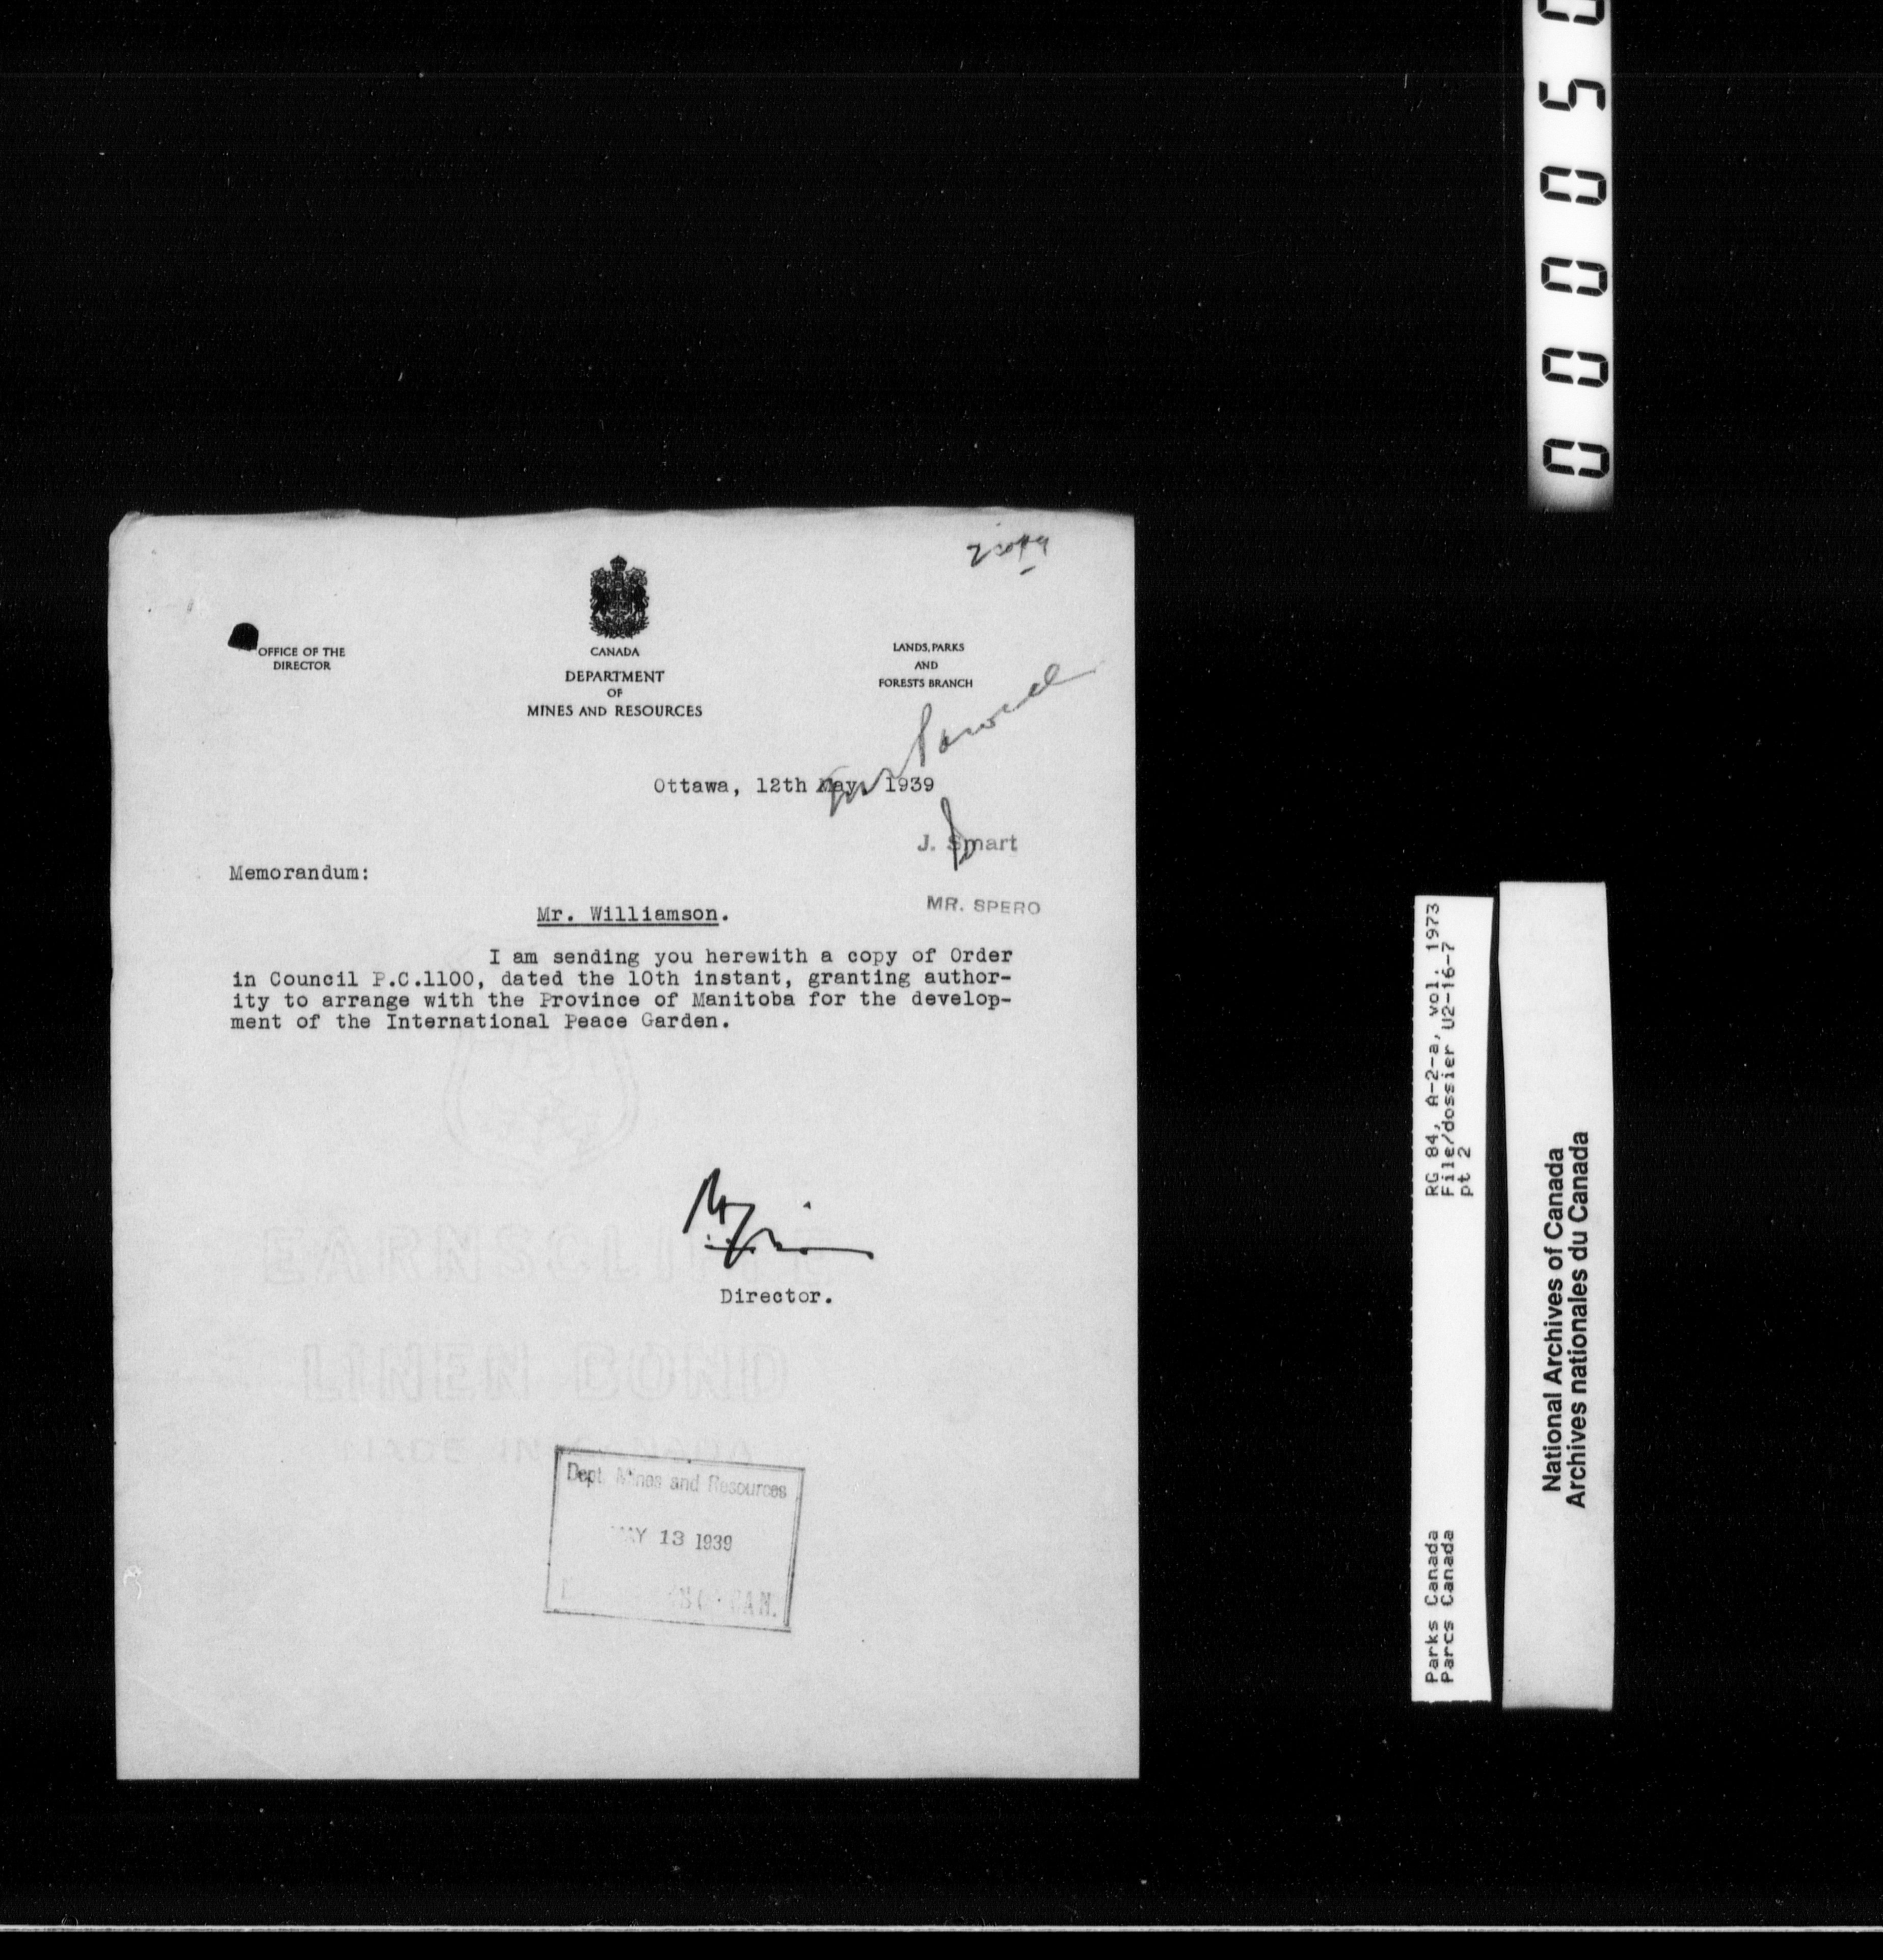 2 copy
OFFICE OF THE
DIRECTOR
CANADA
DEPARTMENT
OF
MINES AND RESOURCES
LANDS, PARKS
AND
FORESTS BRANCH
Ottawa, 12th May, 1939
J. Smart
MR. SPERO
Memorandum:
Mr. Williamson.
I am sending you herewith a copy of Order
in Council P.C.1100, dated the 10th instant, granting author-
ity to arrange with the Province of Manitoba for the develop-
ment of the International Peace Garden.
Director.
EARNSCLIFFE
LINEN BOND
Dept. Mines and Resources
MAY 13 1939
CAN.
RG 84, A-2-a, vol. 1973
File/dossier U2-16-7
pt 2
Parks Canada
Parcs Canada
National Archives of Canada
Archives nationales du Canada